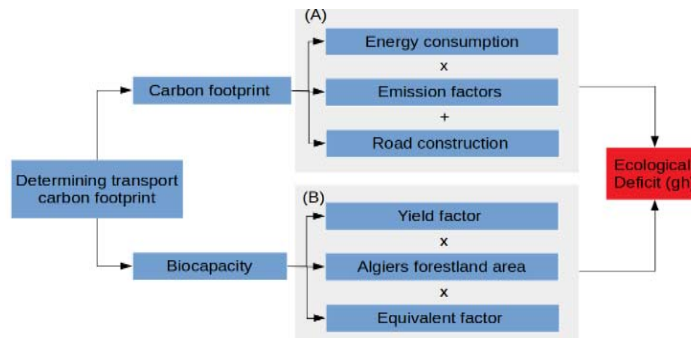 (A)
Energy consumption
x
Carbon footprint
Emission factors
+
Road construction
Determining transport
carbon footprint
Ecological
Deficit (gh
(B)
Yield factor
x
Biocapacity
Algiers forestland area
x
Equivalent factor